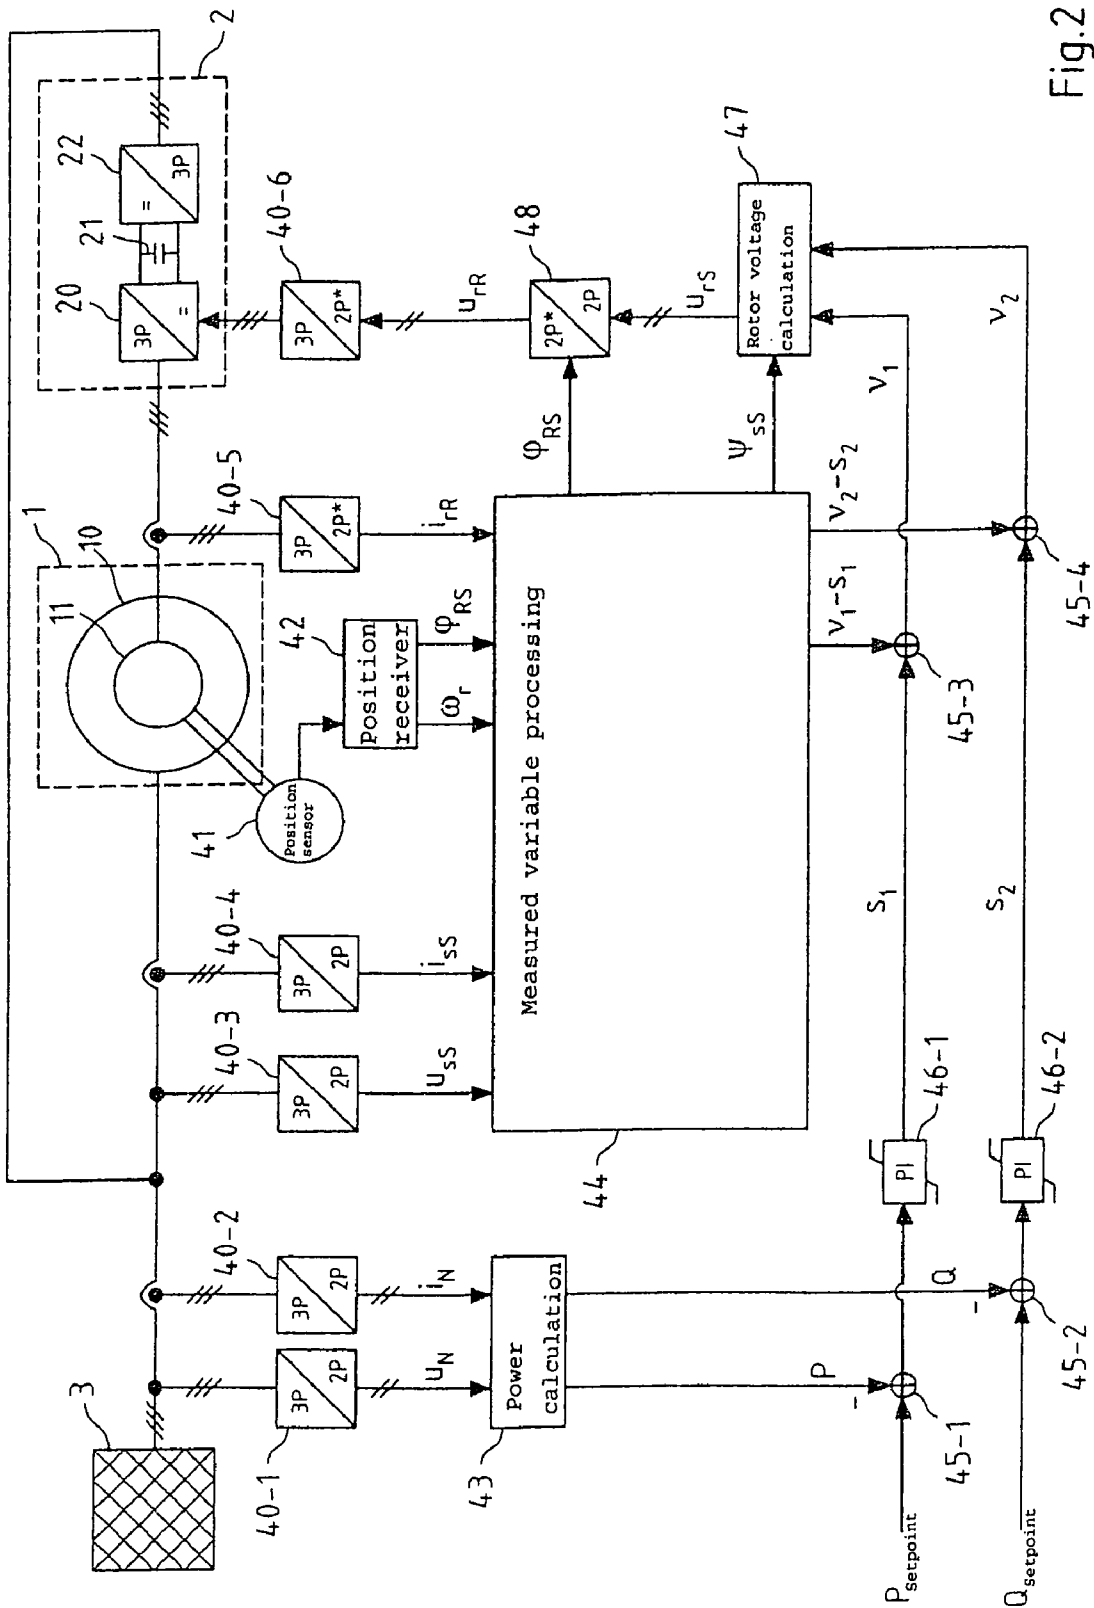 Fig.2
3
1
10
11
2
20
3P
=
21
22
=
3P
40-1
3P
2P
40-2
3P
2P
40-3
3P
2P
40-4
3P
2P
41
Position
sensor
42
Position
receiver
40-5
3P
2P*
40-6
3P
2P*
u_N
i_N
u_sS
i_sS
ω_r
φ_RS
i_rR
u_rR
43
Power
calculation
44
Measured variable processing
φ_RS
48
2P*
2P
u_rS
ψ_sS
47
Rotor voltage
calculation
P
-
Q
-
P_setpoint
45-1
PI
46-1
s_1
ν_1-s_1
45-3
ν_1
Q_setpoint
45-2
PI
46-2
s_2
ν_2-s_2
45-4
ν_2